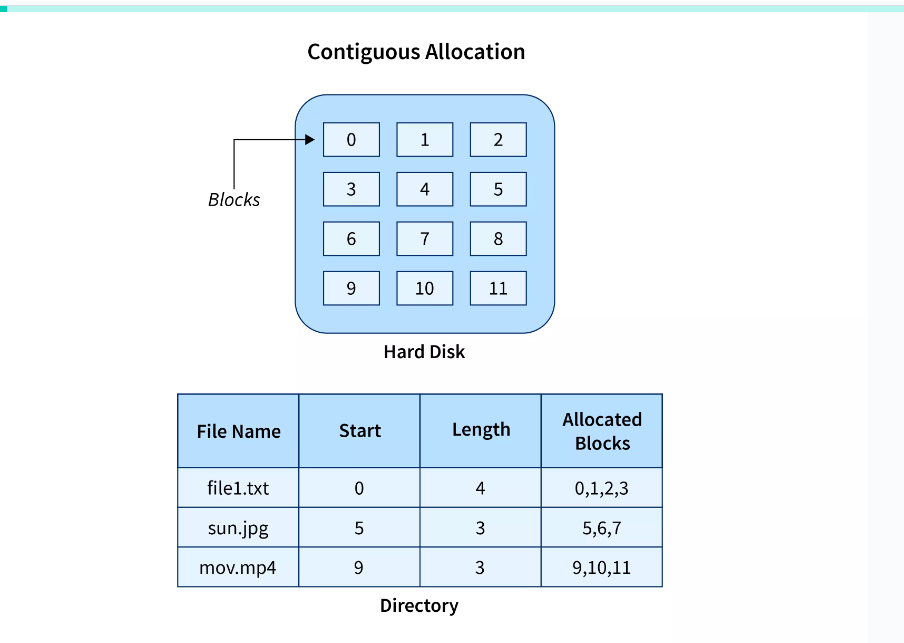 Contiguous Allocation
0 1 2
Blocks
3 4 5
6 7 8
9 10 11
Hard Disk
File Name Start Length Allocated Blocks
file1.txt 0 4 0,1,2,3
sun.jpg 5 3 5,6,7
mov.mp4 9 3 9,10,11
Directory